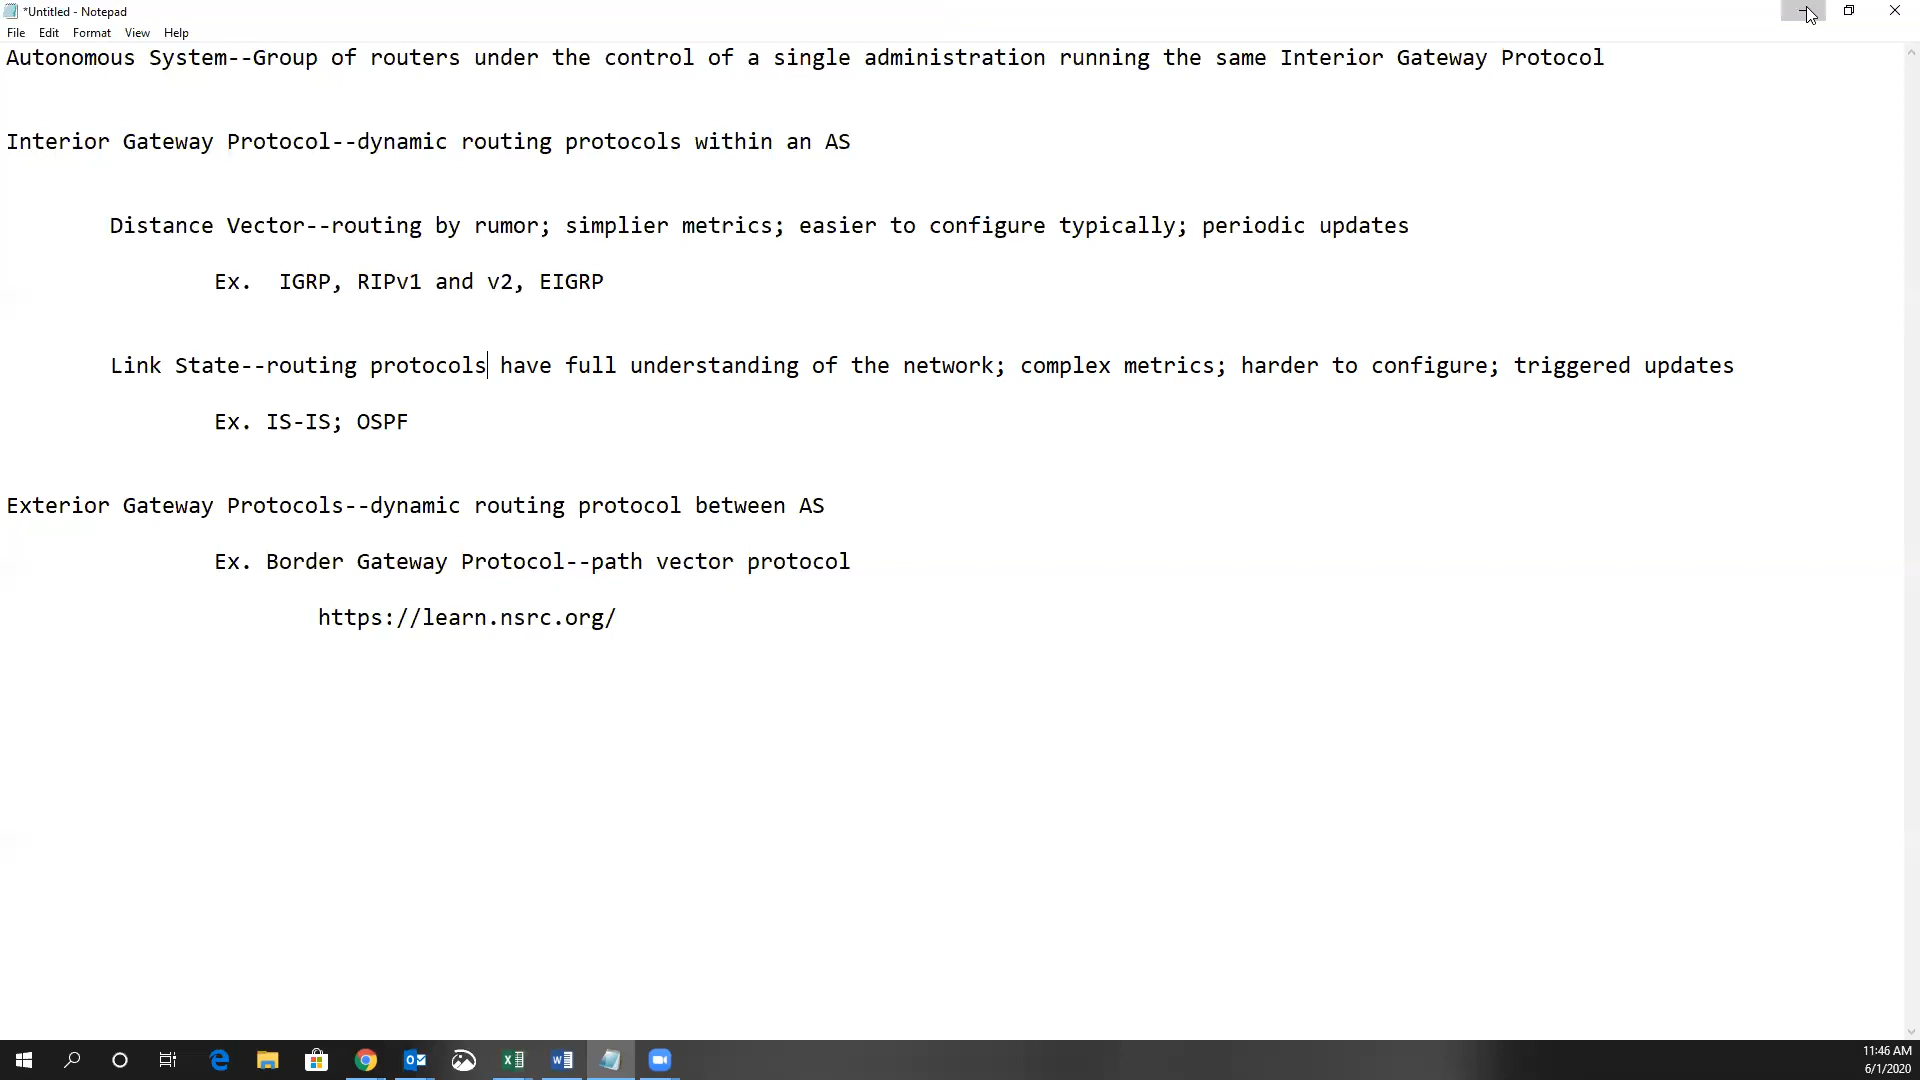 *Untitled - Notepad
File Edit Format View Help
Autonomous System--Group of routers under the control of a single administration running the same Interior Gateway Protocol
Interior Gateway Protocol--dynamic routing protocols within an AS
Distance Vector--routing by rumor; simplier metrics; easier to configure typically; periodic updates
Ex.  IGRP, RIPv1 and v2, EIGRP
Link State--routing protocols have full understanding of the network; complex metrics; harder to configure; triggered updates
Ex. IS-IS; OSPF
Exterior Gateway Protocols--dynamic routing protocol between AS
Ex. Border Gateway Protocol--path vector protocol
https://learn.nsrc.org/
11:46 AM
6/1/2020